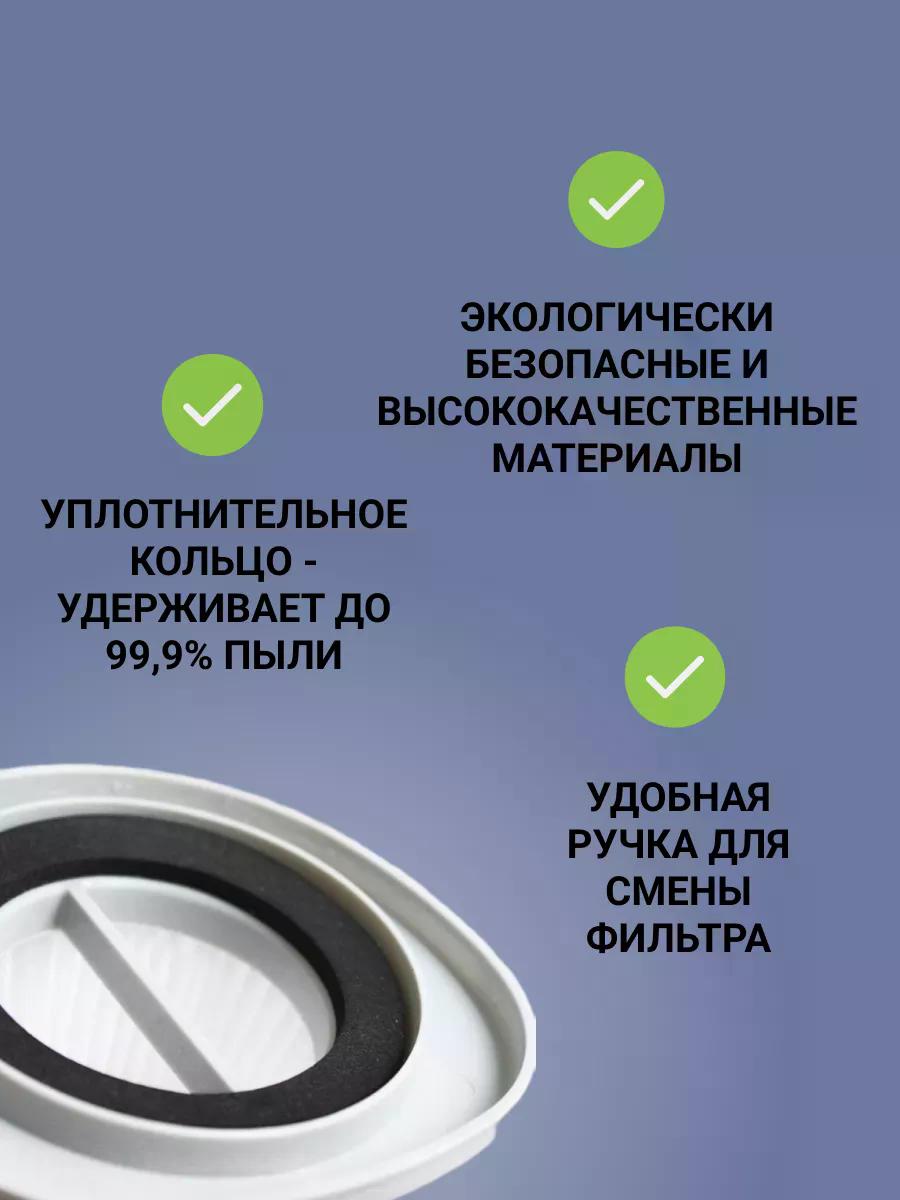 ЭКОЛОГИЧЕСКИ
БЕЗОПАСНЫЕ И
ВЫСОКОКАЧЕСТВЕННЫЕ
МАТЕРИАЛЫ
УПЛОТНИТЕЛЬНОЕ
КОЛЬЦО -
УДЕРЖИВАЕТ ДО
99,9% ПЫЛИ
УДОБНАЯ
РУЧКА ДЛЯ
СМЕНЫ
ФИЛЬТРА